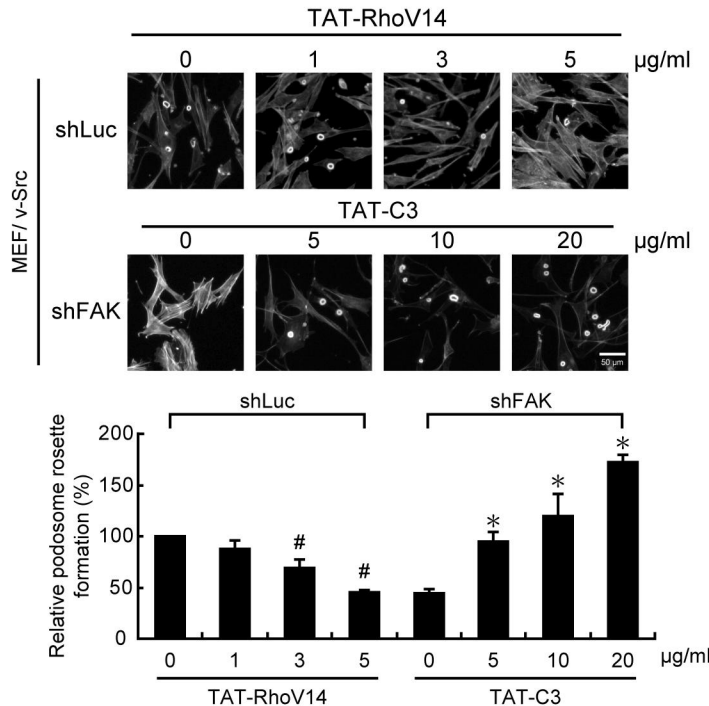 TAT-RhoV14
0 1 3 5 µg/ml
shLuc
MEF/ v-Src
TAT-C3
0 5 10 20 µg/ml
shFAK
50 µm
shLuc shFAK
Relative podosome rosette
formation (%)
200
150
100
50
0
# # * * *
0 1 3 5 0 5 10 20 µg/ml
TAT-RhoV14 TAT-C3